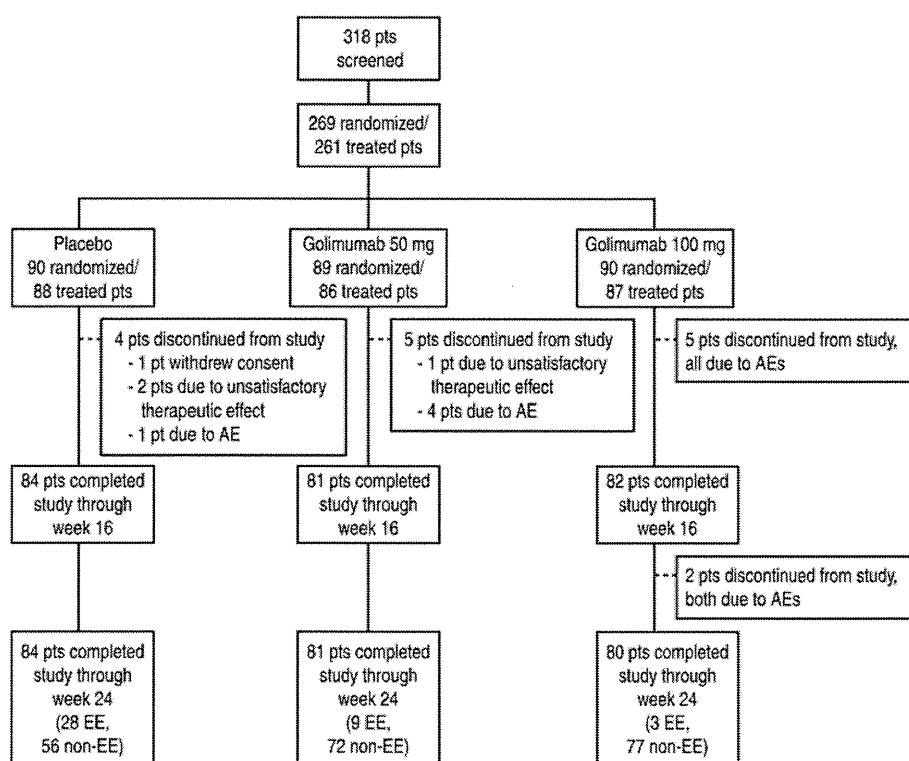 318 pts
screened
269 randomized/
261 treated pts
Placebo
90 randomized/
88 treated pts
Golimumab 50 mg
89 randomized/
86 treated pts
Golimumab 100 mg
90 randomized/
87 treated pts
4 pts discontinued from study
- 1 pt withdrew consent
- 2 pts due to unsatisfactory
therapeutic effect
- 1 pt due to AE
5 pts discontinued from study
- 1 pt due to unsatisfactory
therapeutic effect
- 4 pts due to AE
5 pts discontinued from study,
all due to AEs
84 pts completed
study through
week 16
81 pts completed
study through
week 16
82 pts completed
study through
week 16
2 pts discontinued from study,
both due to AEs
84 pts completed
study through
week 24
(28 EE,
56 non-EE)
81 pts completed
study through
week 24
(9 EE,
72 non-EE)
80 pts completed
study through
week 24
(3 EE,
77 non-EE)